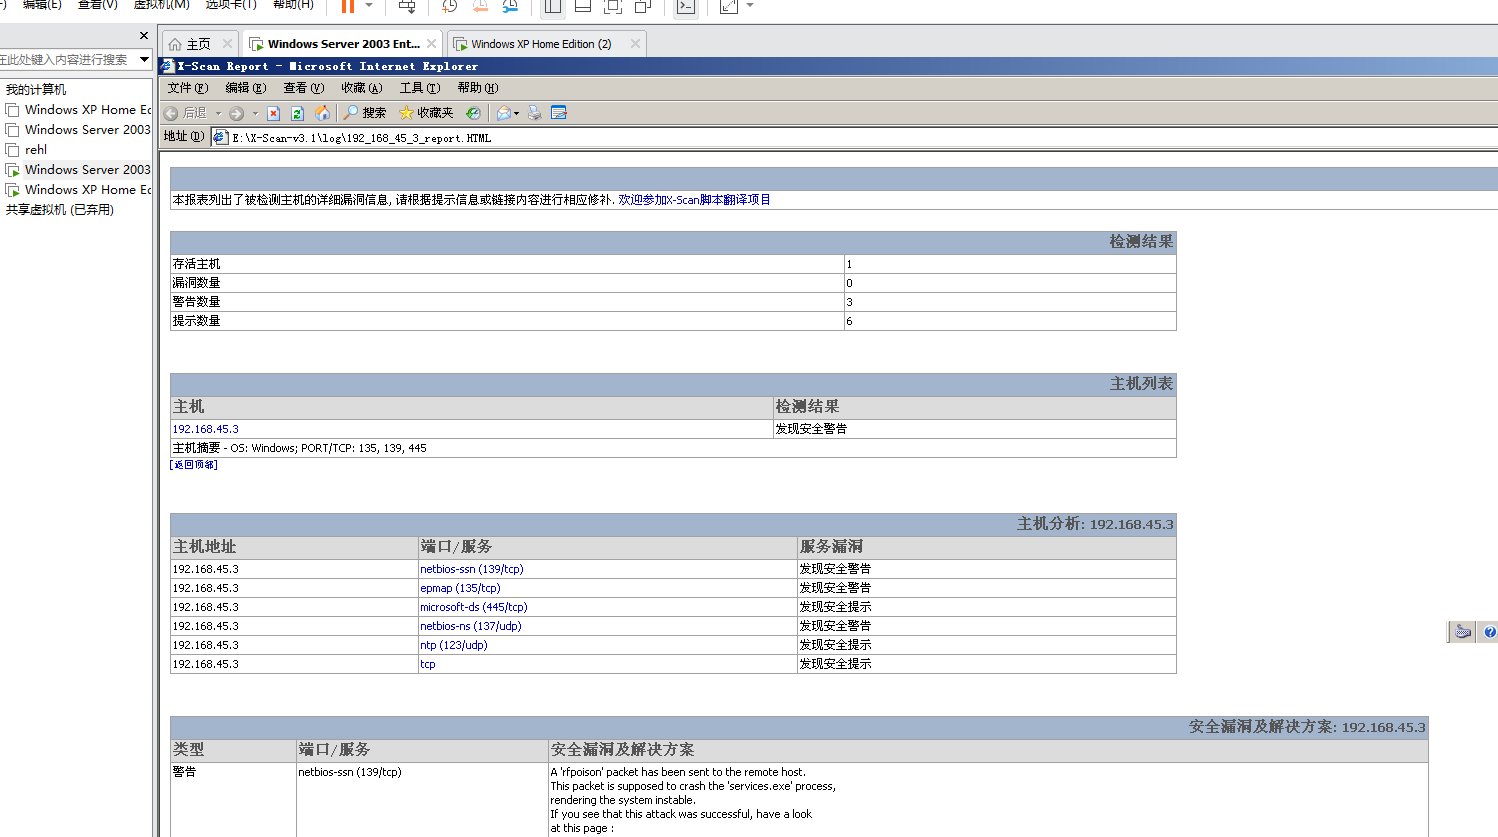 编辑(E) 查看(V) 虚拟机(M) 选项卡(T) 帮助(H)
主页 Windows Server 2003 Ent... Windows XP Home Edition (2)
在此处键入内容进行搜索
我的计算机
Windows XP Home Ed
Windows Server 2003
rehl
Windows Server 2003
Windows XP Home Ed
共享虚拟机 (已弃用)
X-Scan Report - Microsoft Internet Explorer
文件(F) 编辑(E) 查看(V) 收藏(A) 工具(T) 帮助(H)
后退 搜索 收藏夹
地址(D) E:\X-Scan-v3.1\log\192_168_45_3_report.HTML
本报表列出了被检测主机的详细漏洞信息, 请根据提示信息或链接内容进行相应修补. 欢迎参加X-Scan脚本翻译项目
检测结果
存活主机 1
漏洞数量 0
警告数量 3
提示数量 6
主机列表
主机 检测结果
192.168.45.3 发现安全警告
主机摘要 - OS: Windows; PORT/TCP: 135, 139, 445
[返回顶部]
主机分析: 192.168.45.3
主机地址 端口/服务 服务漏洞
192.168.45.3 netbios-ssn (139/tcp) 发现安全警告
192.168.45.3 epmap (135/tcp) 发现安全警告
192.168.45.3 microsoft-ds (445/tcp) 发现安全提示
192.168.45.3 netbios-ns (137/udp) 发现安全警告
192.168.45.3 ntp (123/udp) 发现安全提示
192.168.45.3 tcp 发现安全提示
安全漏洞及解决方案: 192.168.45.3
类型 端口/服务 安全漏洞及解决方案
警告 netbios-ssn (139/tcp) A 'rfpoison' packet has been sent to the remote host.
This packet is supposed to crash the 'services.exe' process,
rendering the system instable.
If you see that this attack was successful, have a look
at this page :